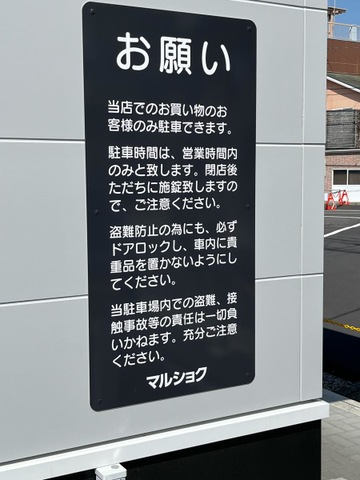 お願い
当店でのお買い物のお
客様のみ駐車できます。
駐車時間は、営業時間内
のみと致します。閉店後
ただちに施錠致しますの
で、ご注意ください。
盗難防止の為にも、必ず
ドアロックし、車内に貴
重品を置かないようにし
てください。
当駐車場内での盗難、接
触事故等の責任は一切負
いかねます。充分ご注意
ください。
マルショク